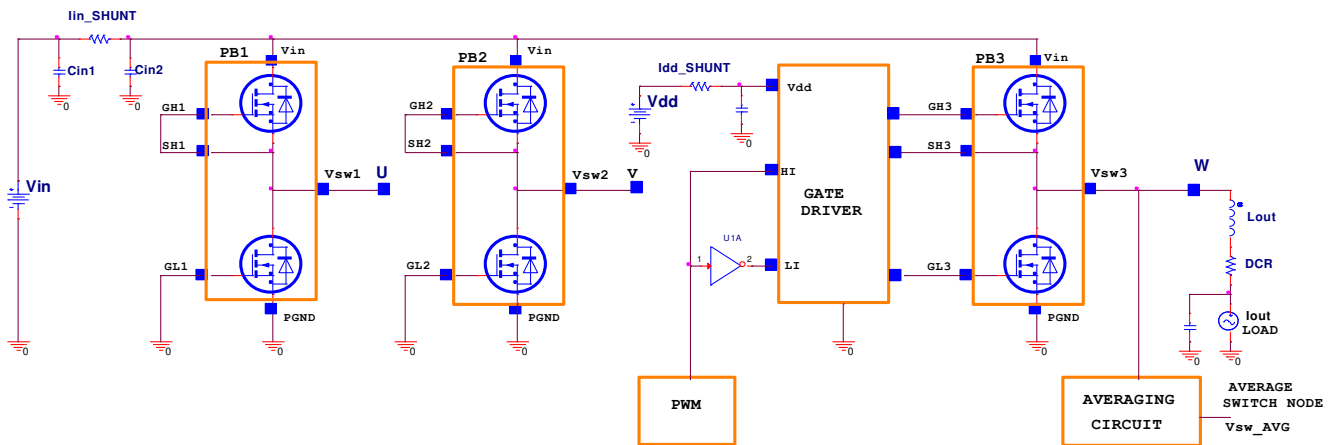 Iin_SHUNT
Cin1
Cin2
Vin
0
0
0
PB1
Vin
GH1
SH1
GL1
Vsw1
U
PGND
0
0
PB2
Vin
GH2
SH2
GL2
Vsw2
V
PGND
0
0
Idd_SHUNT
Vdd
0
0
Vdd
HI
LI
GATE
DRIVER
0
U1A
1
2
PWM
PB3
Vin
GH3
SH3
GL3
Vsw3
PGND
0
W
Lout
DCR
Iout
LOAD
0
0
AVERAGING
CIRCUIT
AVERAGE
SWITCH NODE
Vsw_AVG